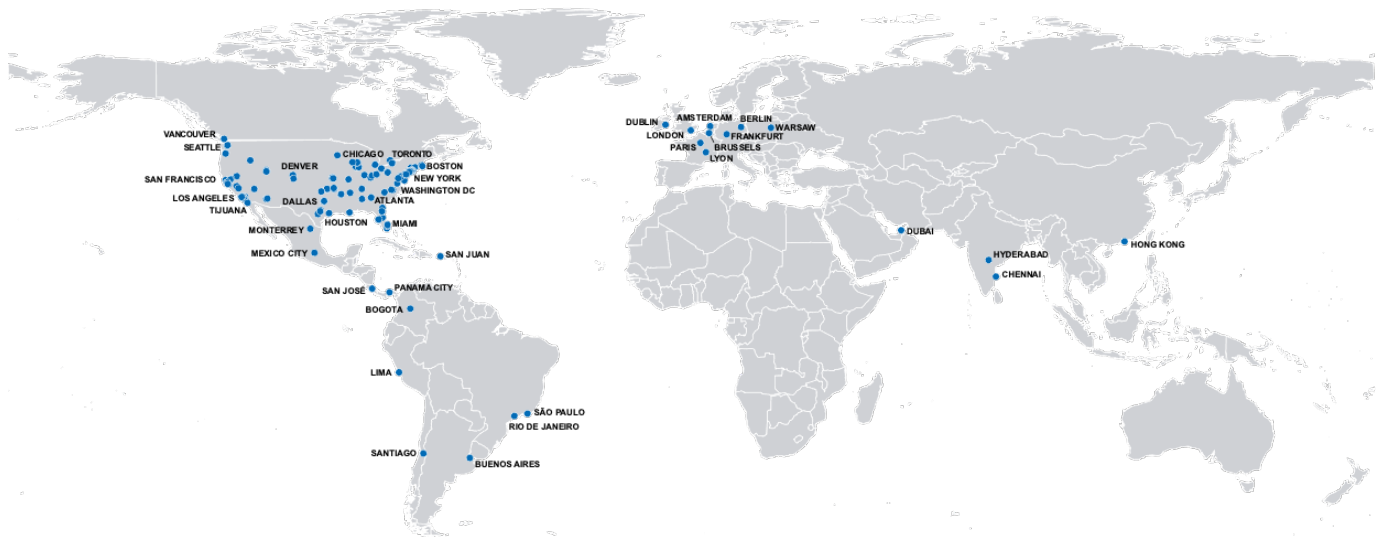 VANCOUVER
SEATTLE
SAN FRANCISCO
LOS ANGELES
TIJUANA
DENVER
CHICAGO
TORONTO
BOSTON
NEW YORK
WASHINGTON DC
ATLANTA
DALLAS
HOUSTON
MIAMI
MONTERREY
MEXICO CITY
SAN JUAN
SAN JOSÉ
PANAMA CITY
BOGOTA
LIMA
SÃO PAULO
RIO DE JANEIRO
SANTIAGO
BUENOS AIRES
DUBLIN
AMSTERDAM
BERLIN
LONDON
WARSAW
FRANKFURT
PARIS
BRUSSELS
LYON
DUBAI
HYDERABAD
CHENNAI
HONG KONG